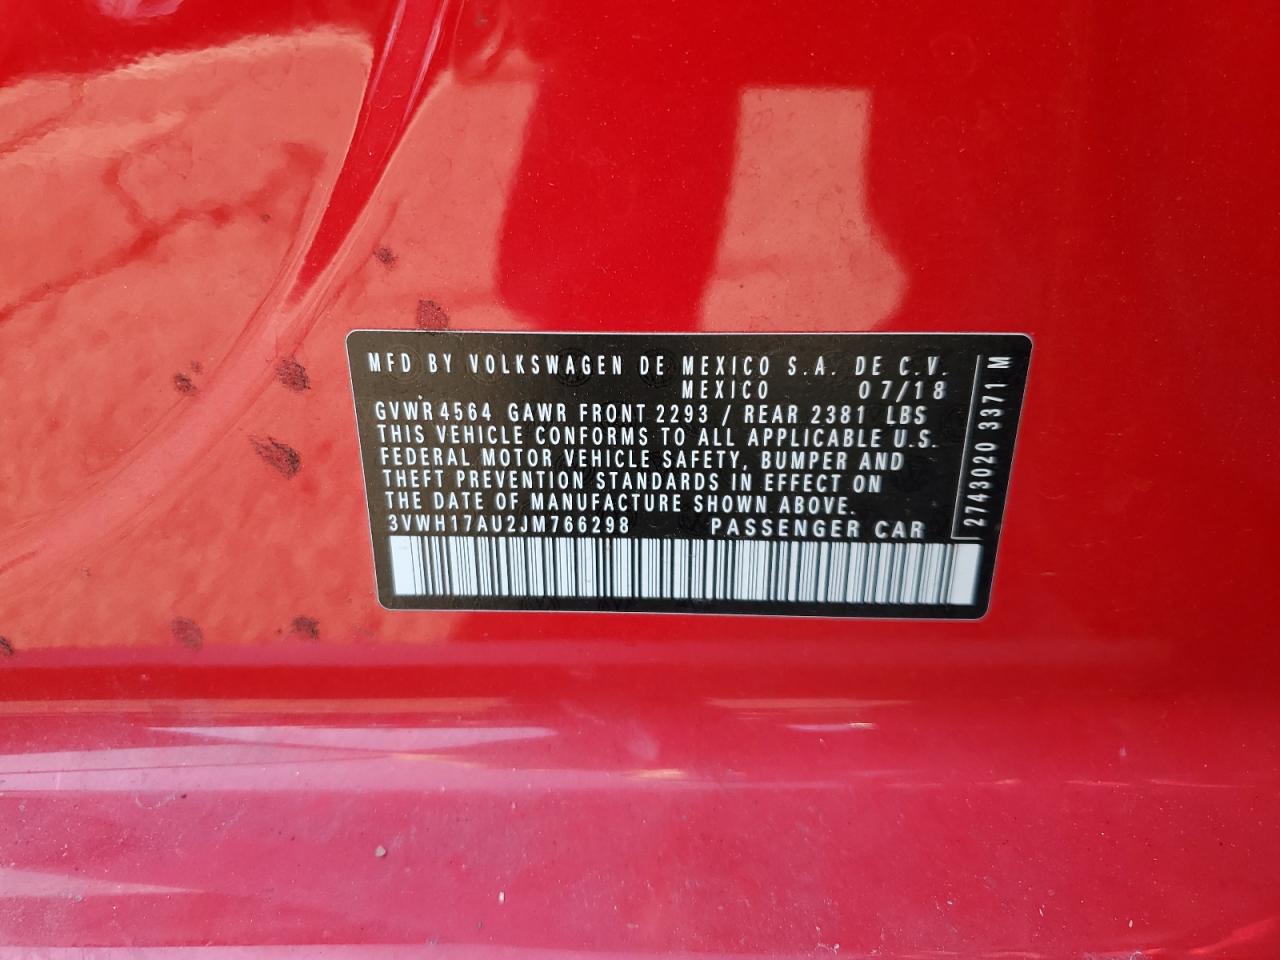 MFD BY VOLKSWAGEN DE MEXICO S.A. DE C.V.
MEXICO 07/18
GVWR 4564 GAWR FRONT 2293 / REAR 2381 LBS
THIS VEHICLE CONFORMS TO ALL APPLICABLE U.S.
FEDERAL MOTOR VEHICLE SAFETY, BUMPER AND
THEFT PREVENTION STANDARDS IN EFFECT ON
THE DATE OF MANUFACTURE SHOWN ABOVE.
3VWH17AU2JM766298 PASSENGER CAR
2743020 3371 M